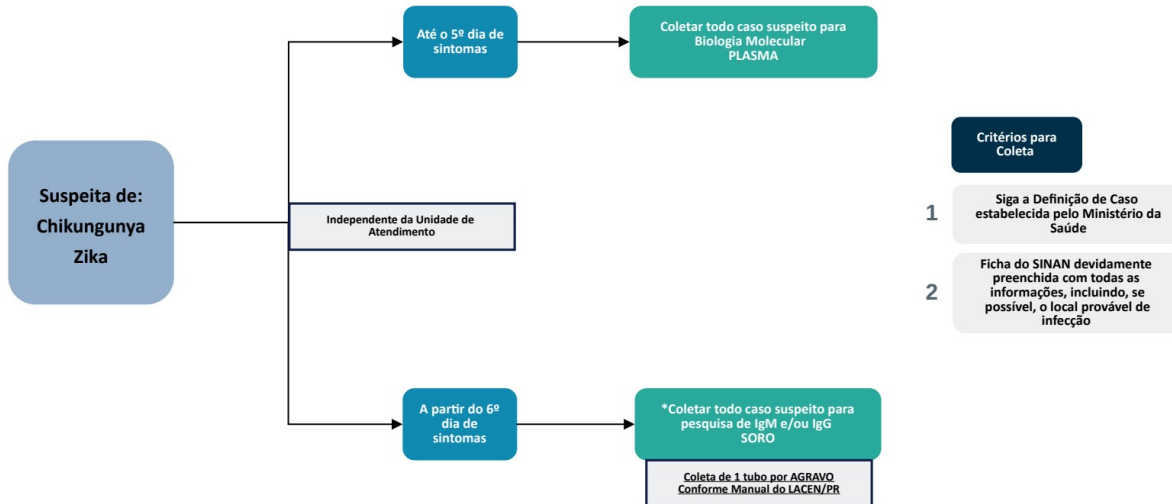 Suspeita de:
Chikungunya
Zika
Até o 5º dia de
sintomas
Coletar todo caso suspeito para
Biologia Molecular
PLASMA
Independente da Unidade de
Atendimento
A partir do 6º
dia de
sintomas
*Coletar todo caso suspeito para
pesquisa de IgM e/ou IgG
SORO
Coleta de 1 tubo por AGRAVO
Conforme Manual do LACEN/PR
Critérios para
Coleta
1
Siga a Definição de Caso
estabelecida pelo Ministério da
Saúde
2
Ficha do SINAN devidamente
preenchida com todas as
informações, incluindo, se
possível, o local provável de
infecção